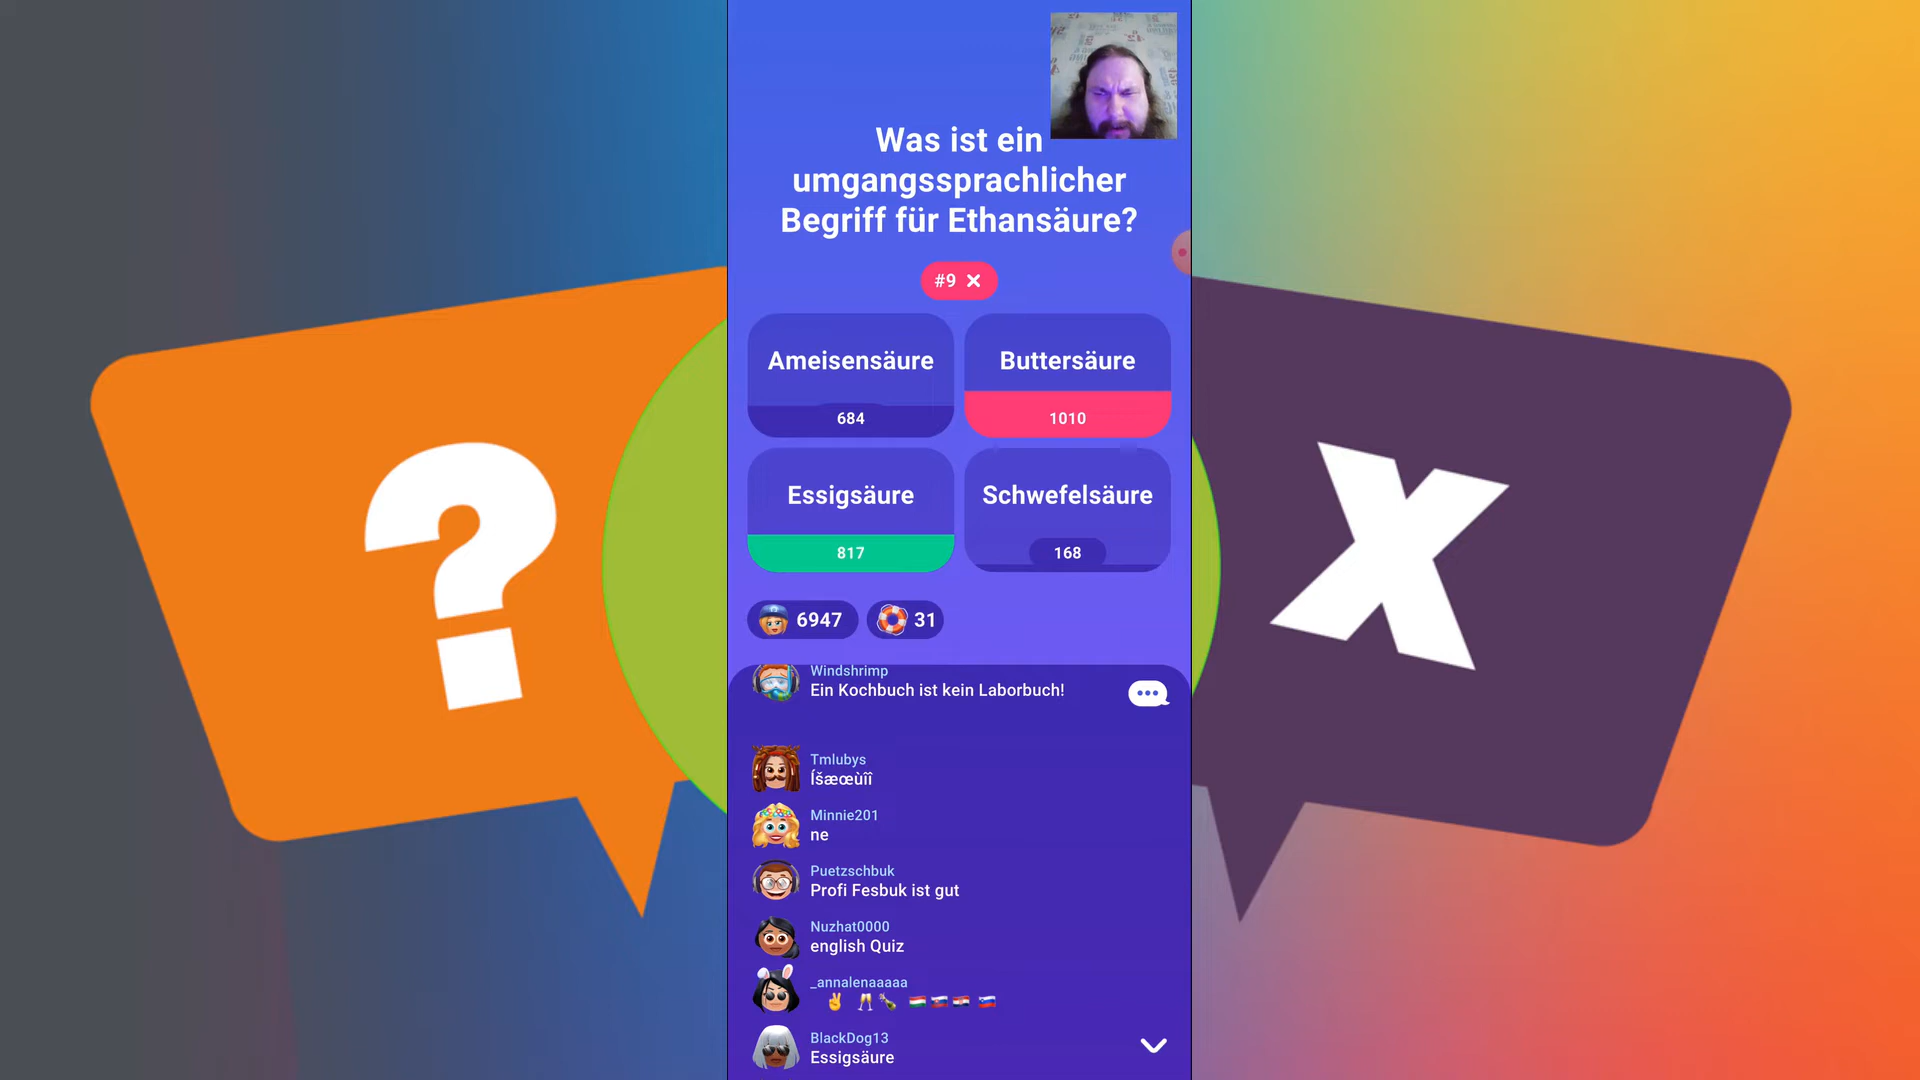 ?
X
Was ist ein
umgangssprachlicher
Begriff für Ethansäure?
#9
Ameisensäure
684
Buttersäure
1010
Essigsäure
817
Schwefelsäure
168
6947
31
Windshrimp
Ein Kochbuch ist kein Laborbuch!
Tmlubys
Íšæœùîî
Minnie201
ne
Puetzschbuk
Profi Fesbuk ist gut
Nuzhat0000
english Quiz
_annalenaaaaa
BlackDog13
Essigsäure